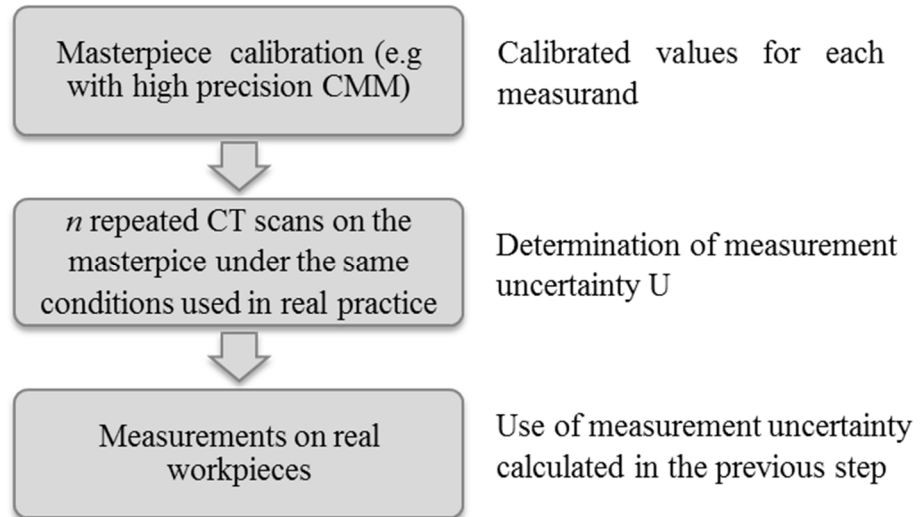 Masterpiece calibration (e.g
with high precision CMM)
Calibrated values for each
measurand
n repeated CT scans on the
masterpice under the same
conditions used in real practice
Determination of measurement
uncertainty U
Measurements on real
workpieces
Use of measurement uncertainty
calculated in the previous step